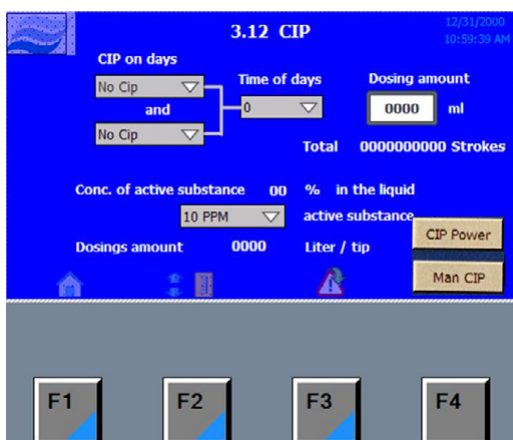 3.12 CIP
12/31/2000
10:59:39 AM
CIP on days
No Cip
and
No Cip
Time of days
0
Dosing amount
0000 ml
Total 0000000000 Strokes
Conc. of active substance 00 % in the liquid
10 PPM active substance
Dosings amount 0000 Liter / tip
CIP Power
Man CIP
F1 F2 F3 F4